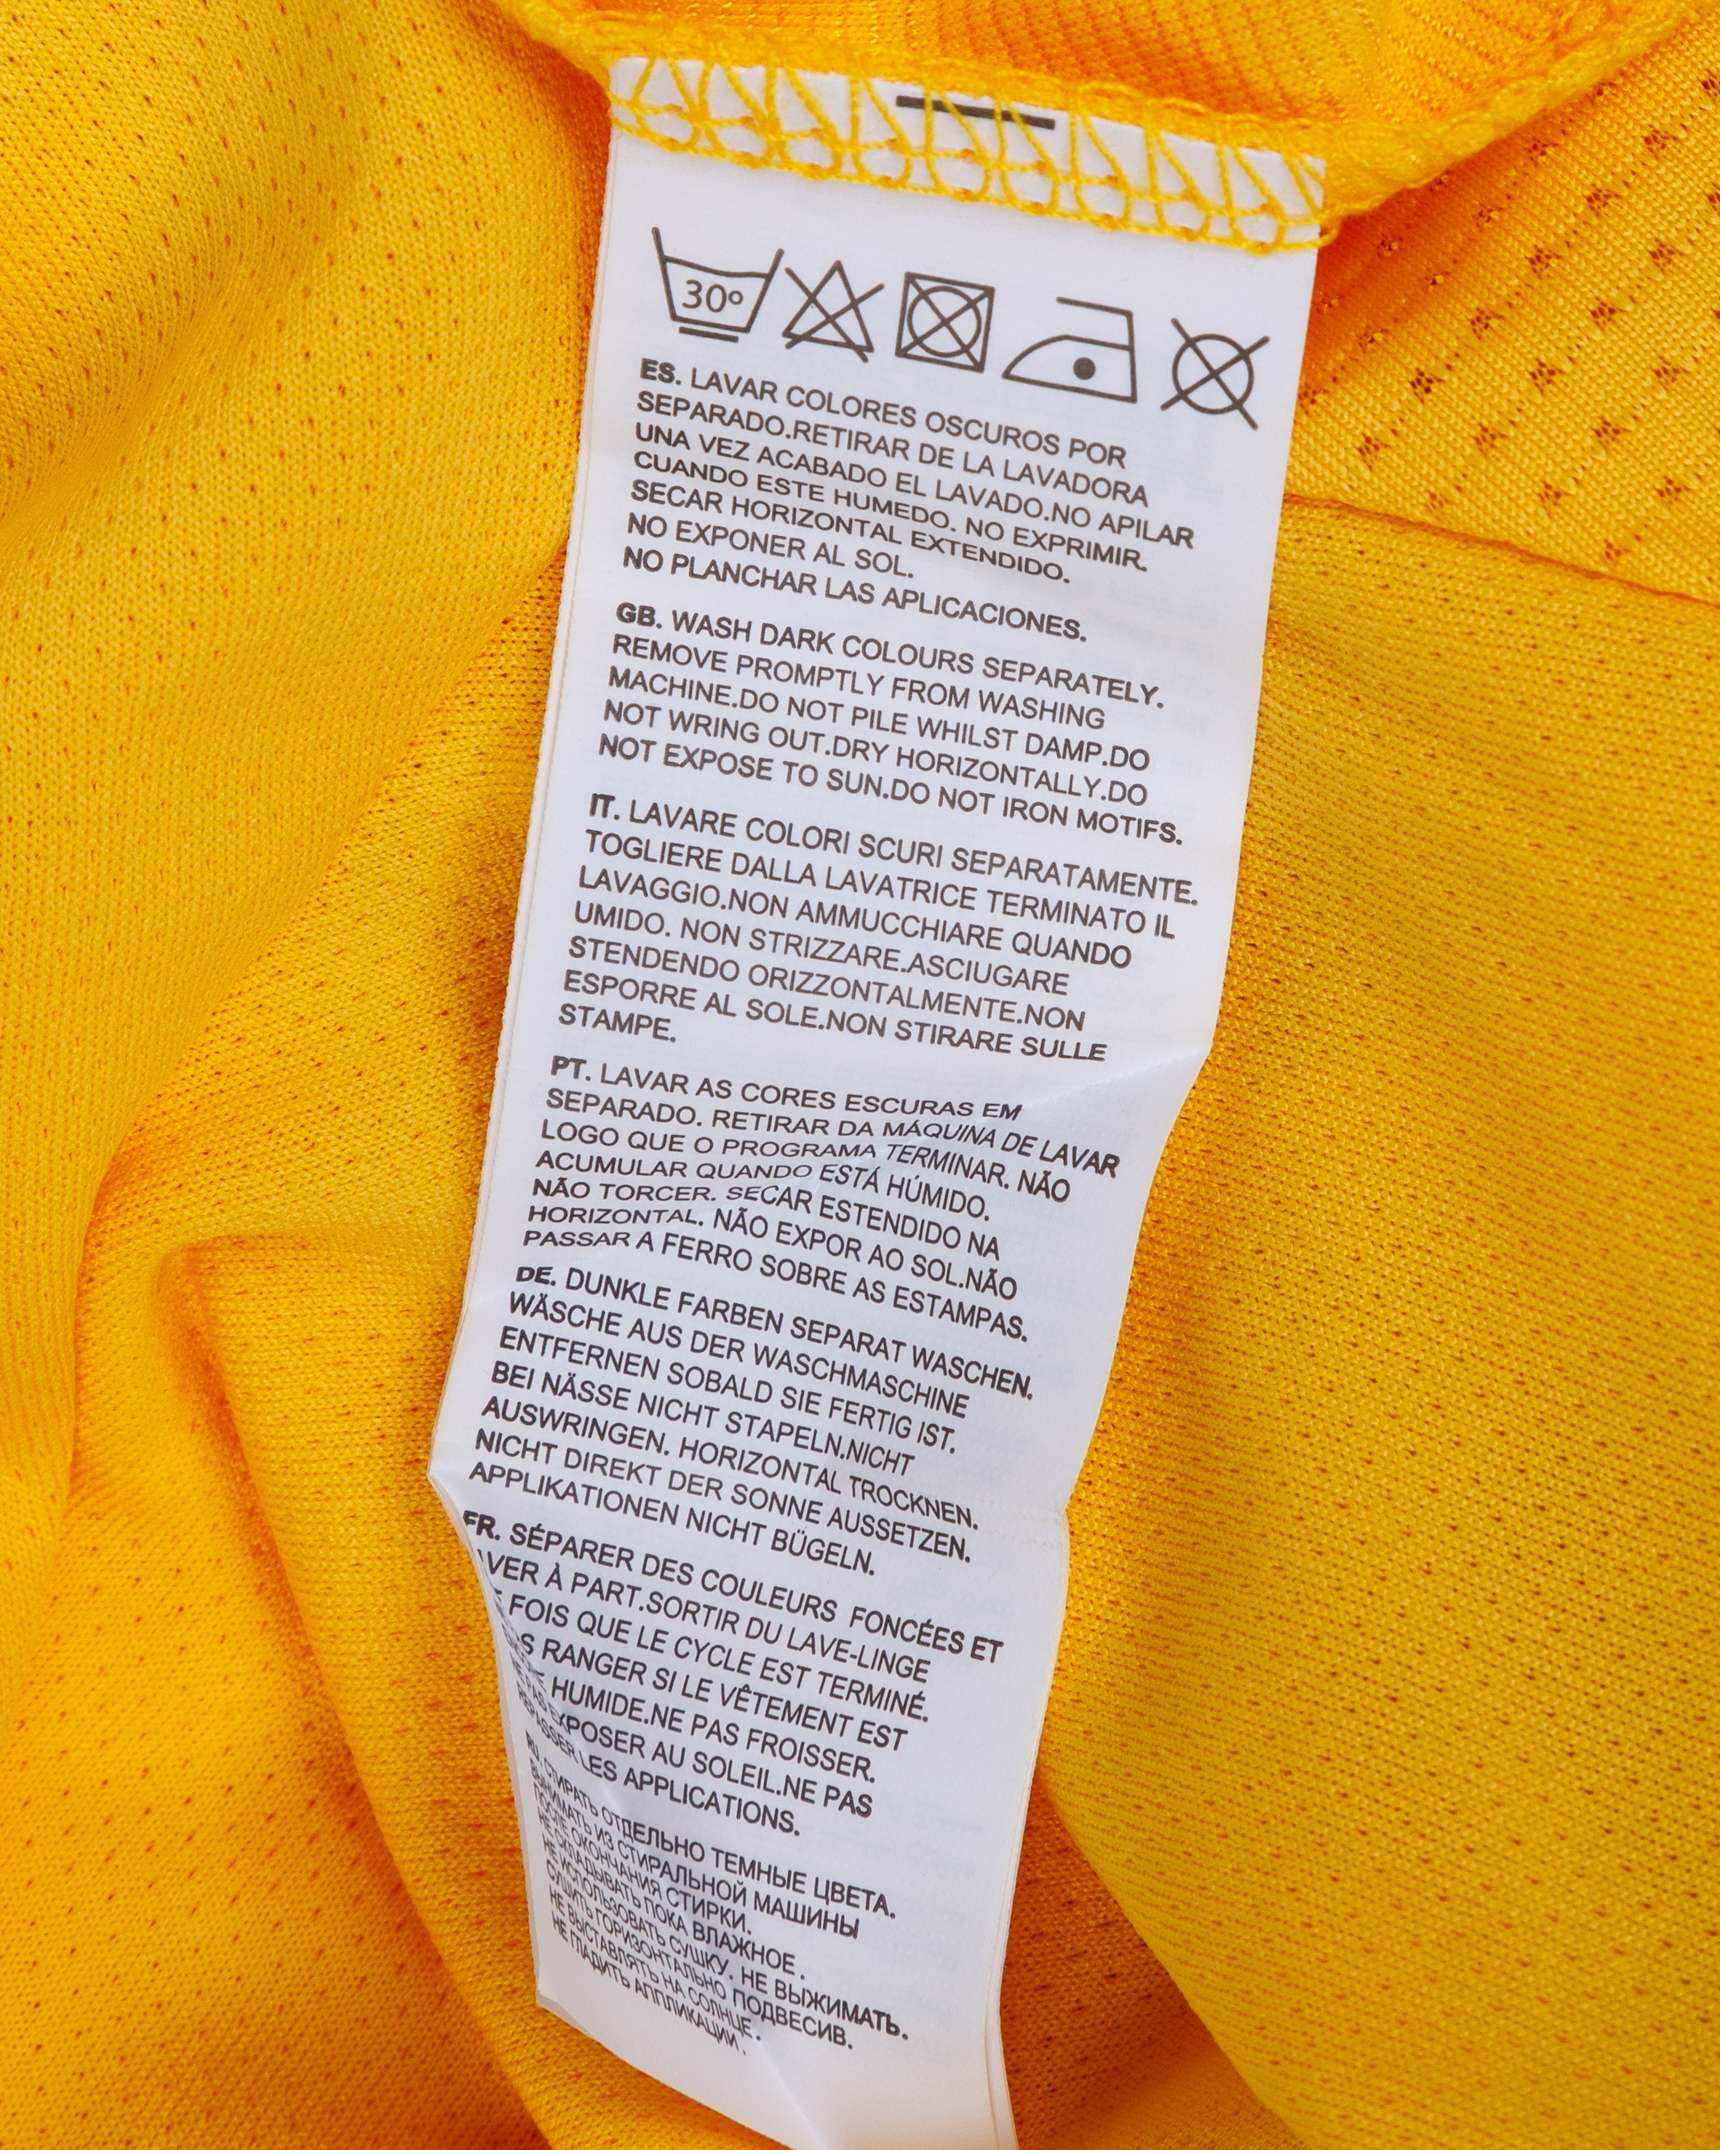 30°
ES. LAVAR COLORES OSCUROS POR
SEPARADO.RETIRAR DE LA LAVADORA
UNA VEZ ACABADO EL LAVADO.NO APILAR
CUANDO ESTE HUMEDO. NO EXPRIMIR.
SECAR HORIZONTAL EXTENDIDO.
NO EXPONER AL SOL.
NO PLANCHAR LAS APLICACIONES.
GB. WASH DARK COLOURS SEPARATELY.
REMOVE PROMPTLY FROM WASHING
MACHINE.DO NOT PILE WHILST DAMP.DO
NOT WRING OUT.DRY HORIZONTALLY.DO
NOT EXPOSE TO SUN.DO NOT IRON MOTIFS.
IT. LAVARE COLORI SCURI SEPARATAMENTE.
TOGLIERE DALLA LAVATRICE TERMINATO IL
LAVAGGIO.NON AMMUCCHIARE QUANDO
UMIDO. NON STRIZZARE.ASCIUGARE
STENDENDO ORIZZONTALMENTE.NON
ESPORRE AL SOLE.NON STIRARE SULLE
STAMPE.
PT. LAVAR AS CORES ESCURAS EM
SEPARADO. RETIRAR DA MÁQUINA DE LAVAR
LOGO QUE O PROGRAMA TERMINAR. NÃO
ACUMULAR QUANDO ESTÁ HÚMIDO.
NÃO TORCER. SECAR ESTENDIDO NA
HORIZONTAL. NÃO EXPOR AO SOL.NÃO
PASSAR A FERRO SOBRE AS ESTAMPAS.
DE. DUNKLE FARBEN SEPARAT WASCHEN.
WÄSCHE AUS DER WASCHMASCHINE
ENTFERNEN SOBALD SIE FERTIG IST.
BEI NÄSSE NICHT STAPELN.NICHT
AUSWRINGEN. HORIZONTAL TROCKNEN.
NICHT DIREKT DER SONNE AUSSETZEN.
APPLIKATIONEN NICHT BÜGELN.
FR. SÉPARER DES COULEURS FONCÉES ET
À PART.SORTIR DU LAVE-LINGE
FOIS QUE LE CYCLE EST TERMINÉ.
RANGER SI LE VÊTEMENT EST
HUMIDE.NE PAS FROISSER.
PAS EXPOSER AU SOLEIL.NE PAS
REPASSER LES APPLICATIONS.
RU. СТИРАТЬ ОТДЕЛЬНО ТЕМНЫЕ ЦВЕТА.
ВЫНИМАТЬ ИЗ СТИРАЛЬНОЙ МАШИНЫ
ПОСЛЕ ОКОНЧАНИЯ СТИРКИ.
НЕ СКЛАДЫВАТЬ ПОКА ВЛАЖНОЕ.
НЕ ИСПОЛЬЗОВАТЬ СУШКУ. НЕ ВЫЖИМАТЬ.
СУШИТЬ ГОРИЗОНТАЛЬНО ПОДВЕСИВ.
НЕ ВЫСТАВЛЯТЬ НА СОЛНЦЕ.
НЕ ГЛАДИТЬ АППЛИКАЦИИ.